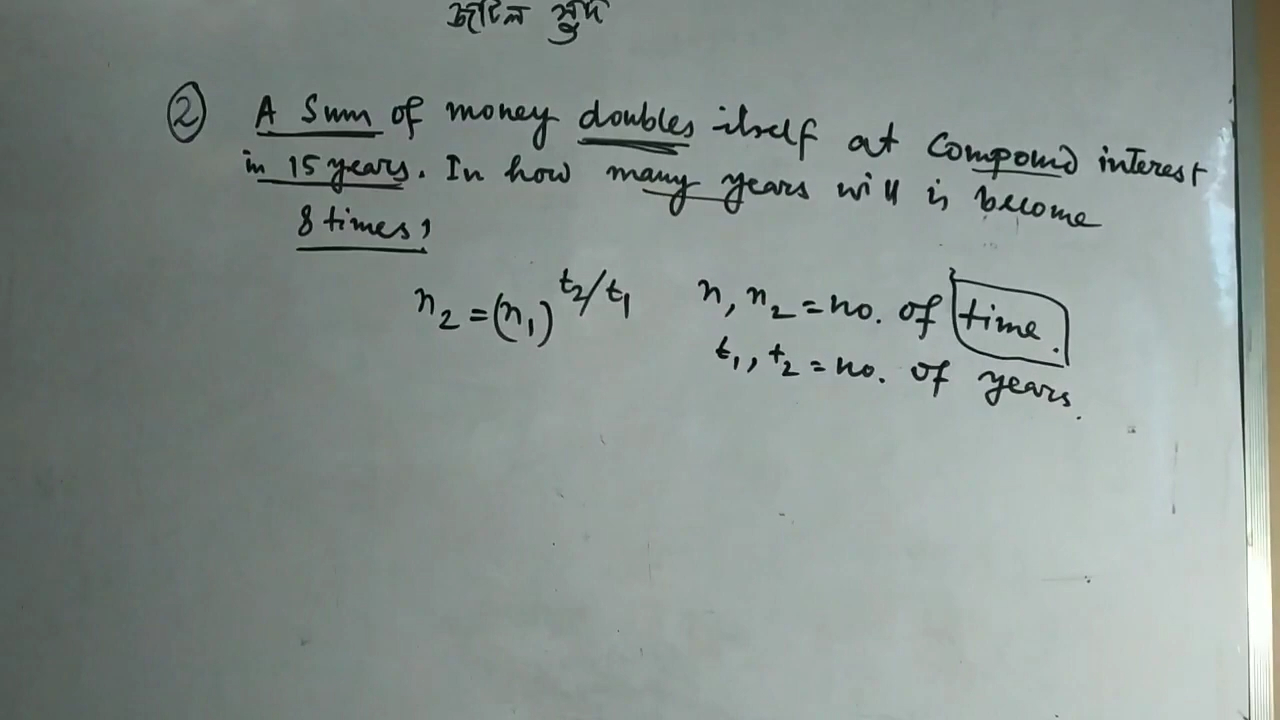 জটিল সুদ
② A Sum of money doubles itself at Compound interest
in 15 years. In how many years will is become
8 times?
n₂ = (n₁)^t₂/t₁
n, n₂ = no. of time.
t₁, t₂ = no. of years.